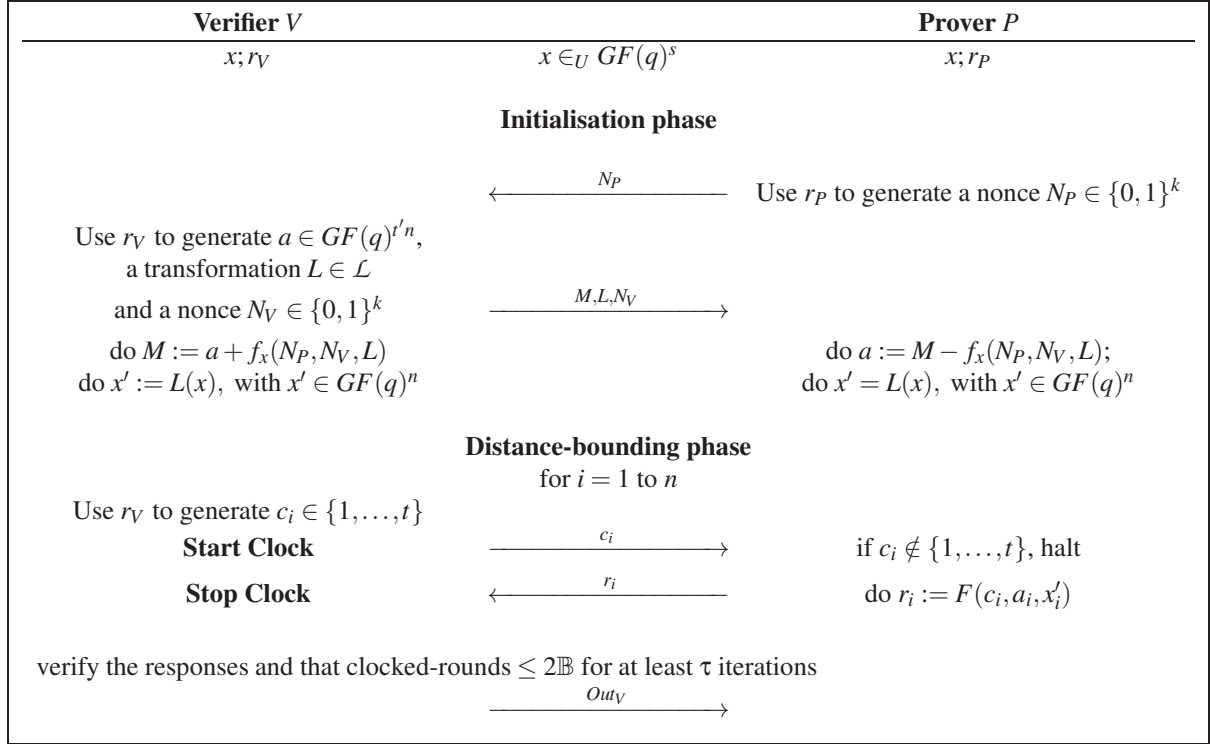 Verifier V Prover P
x; r_V x ∈_U GF(q)^s x; r_P
Initialisation phase
N_P
Use r_P to generate a nonce N_P ∈ {0,1}^k
Use r_V to generate a ∈ GF(q)^{t′n},
a transformation L ∈ ℒ
and a nonce N_V ∈ {0,1}^k M,L,N_V
do M := a + f_x(N_P,N_V,L) do a := M − f_x(N_P,N_V,L);
do x′ := L(x), with x′ ∈ GF(q)^n do x′ = L(x), with x′ ∈ GF(q)^n
Distance-bounding phase
for i = 1 to n
Use r_V to generate c_i ∈ {1,...,t}
Start Clock c_i if c_i ∉ {1,...,t}, halt
Stop Clock r_i do r_i := F(c_i,a_i,x′_i)
verify the responses and that clocked-rounds ≤ 2𝔹 for at least τ iterations
Out_V